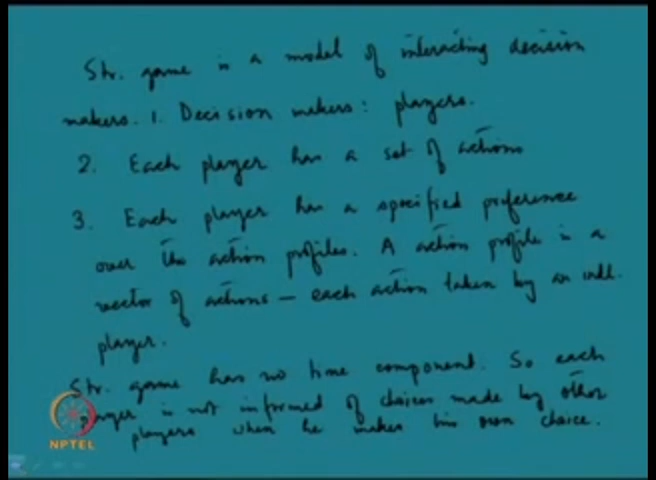 Str. game is a model of interacting decision
makers. 1. Decision makers: players.
2. Each player has a set of actions
3. Each player has a specified preference
over the action profiles. A action profile is a
vector of actions – each action taken by an indl.
player.
Str. game has no time component. So each
player is not informed of choices made by other
players when he makes his own choice.
NPTEL